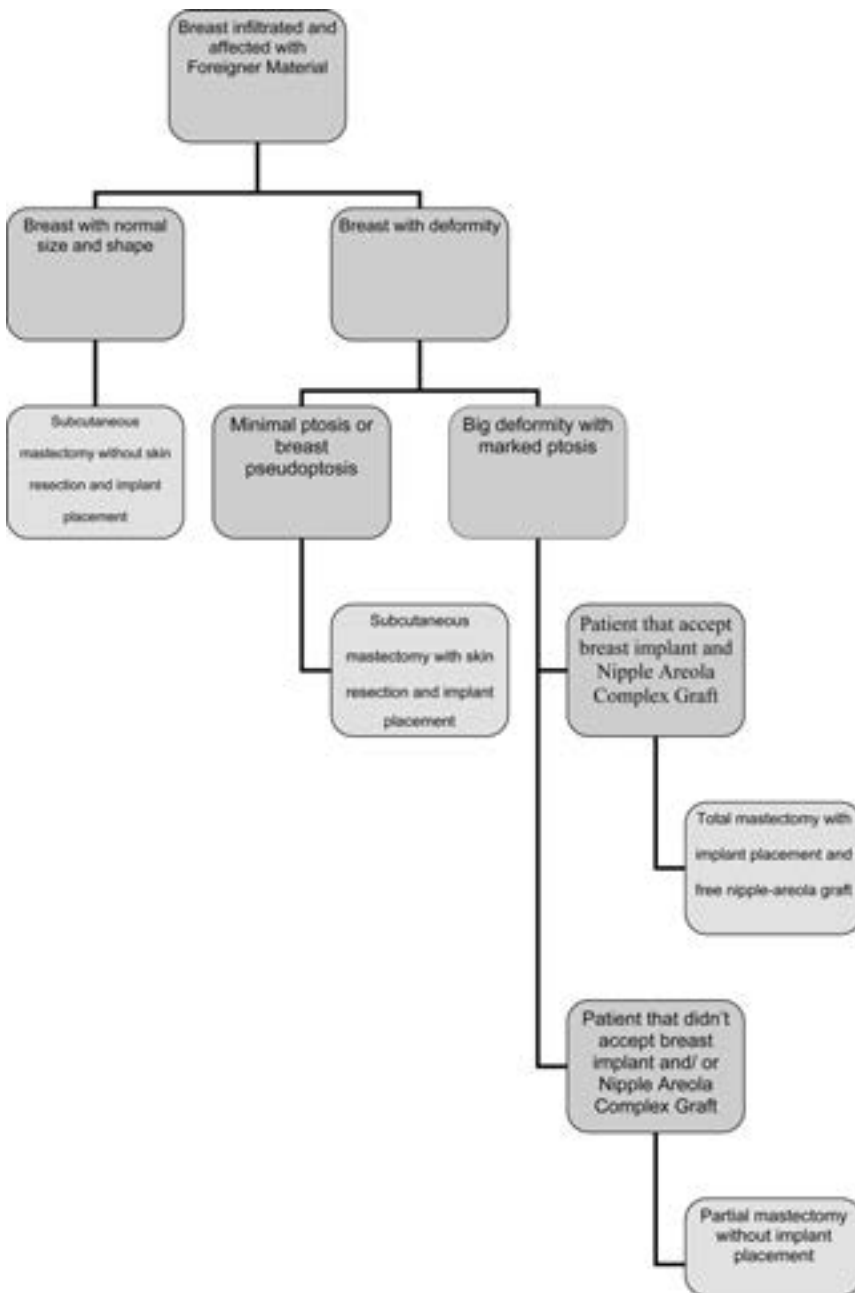 Breast infiltrated and
affected with
Foreigner Material
Breast with normal
size and shape
Breast with deformity
Subcutaneous
mastectomy without skin
resection and implant
placement
Minimal ptosis or
breast
pseudoptosis
Big deformity with
marked ptosis
Subcutaneous
mastectomy with skin
resection and implant
placement
Patient that accept
breast implant and
Nipple Areola
Complex Graft
Total mastectomy with
implant placement and
free nipple-areola graft
Patient that didn't
accept breast
implant and/ or
Nipple Areola
Complex Graft
Partial mastectomy
without implant
placement